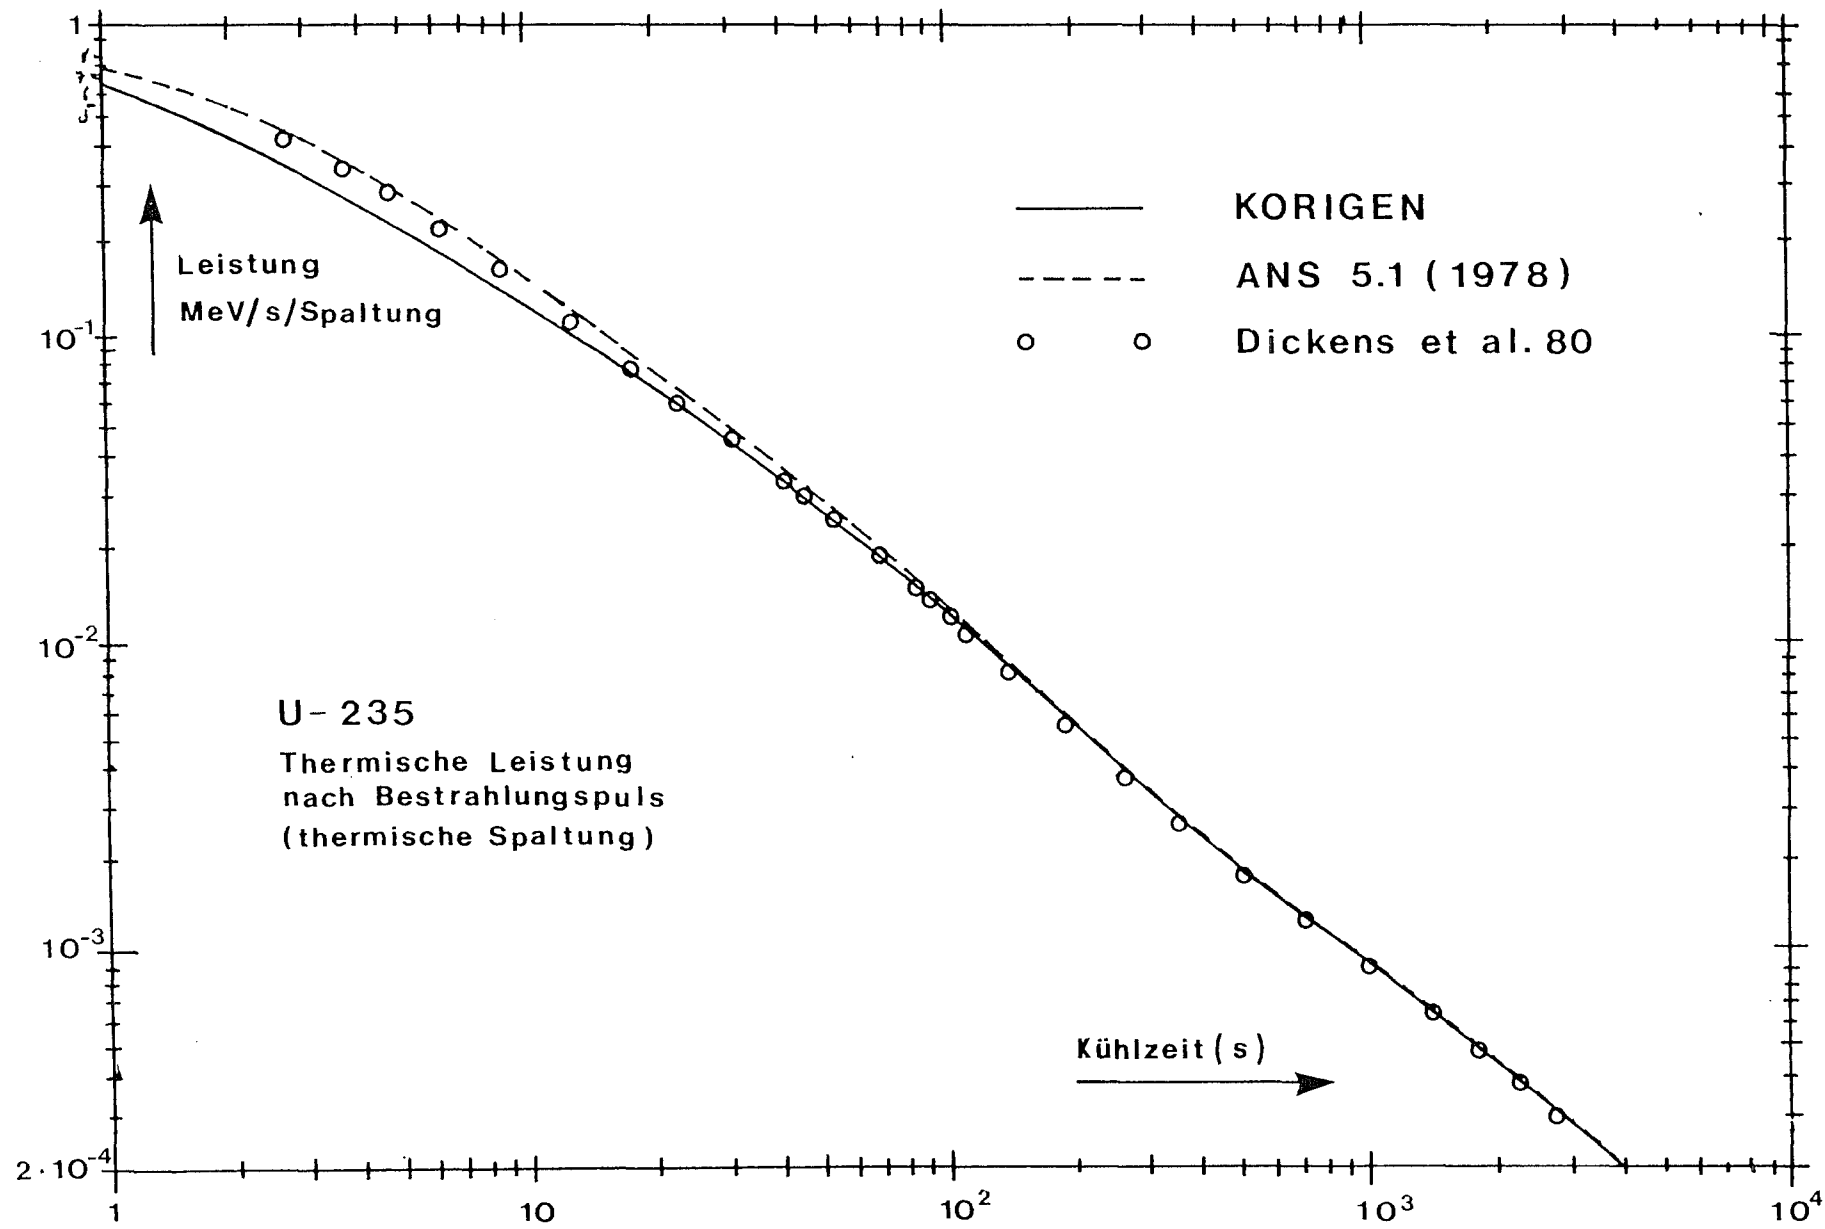 1
KORIGEN
ANS 5.1 (1978)
Dickens et al. 80
Leistung
MeV/s/Spaltung
10⁻¹
10⁻²
U-235
Thermische Leistung
nach Bestrahlungspuls
(thermische Spaltung)
10⁻³
Kühlzeit (s)
2·10⁻⁴
1 10 10² 10³ 10⁴